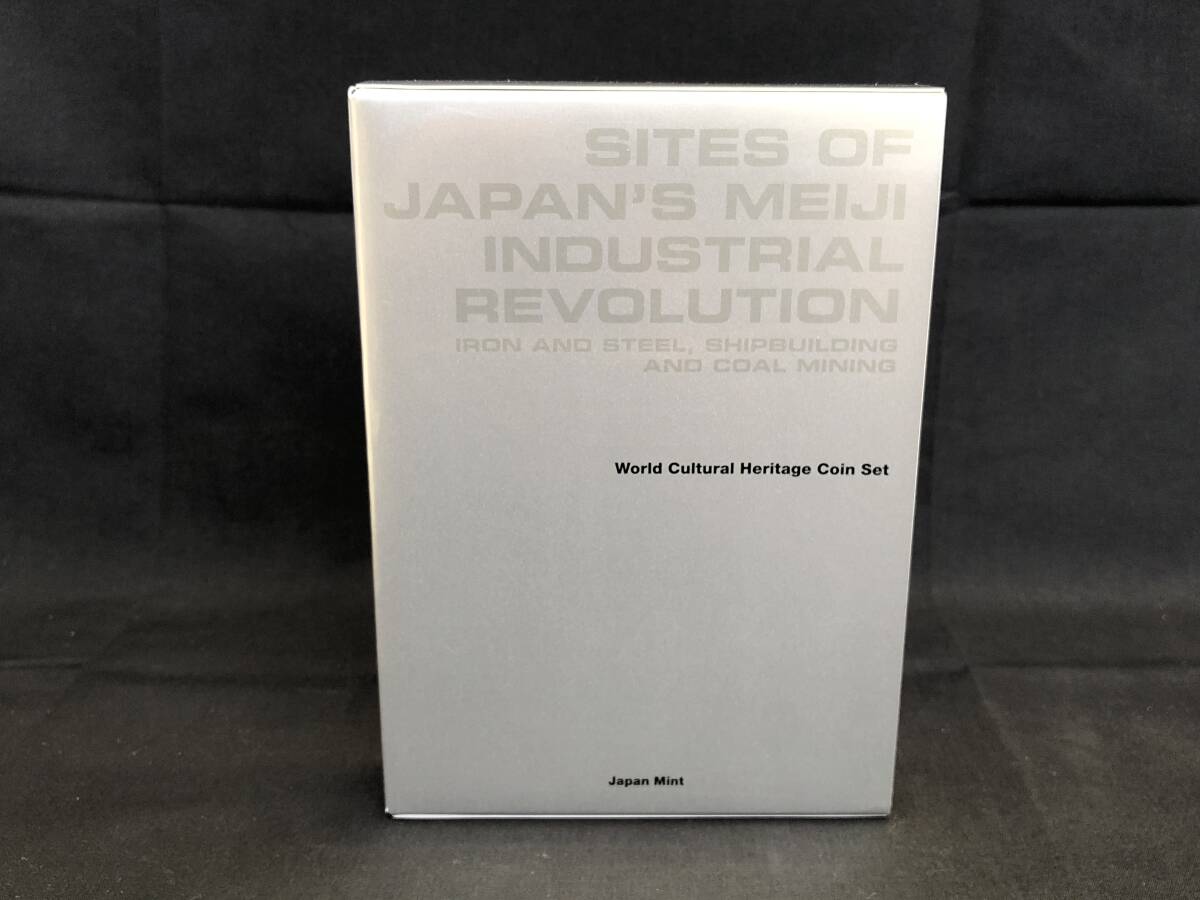 SITES OF
JAPAN'S MEIJI
INDUSTRIAL
REVOLUTION
IRON AND STEEL, SHIPBUILDING
AND COAL MINING
World Cultural Heritage Coin Set
Japan Mint